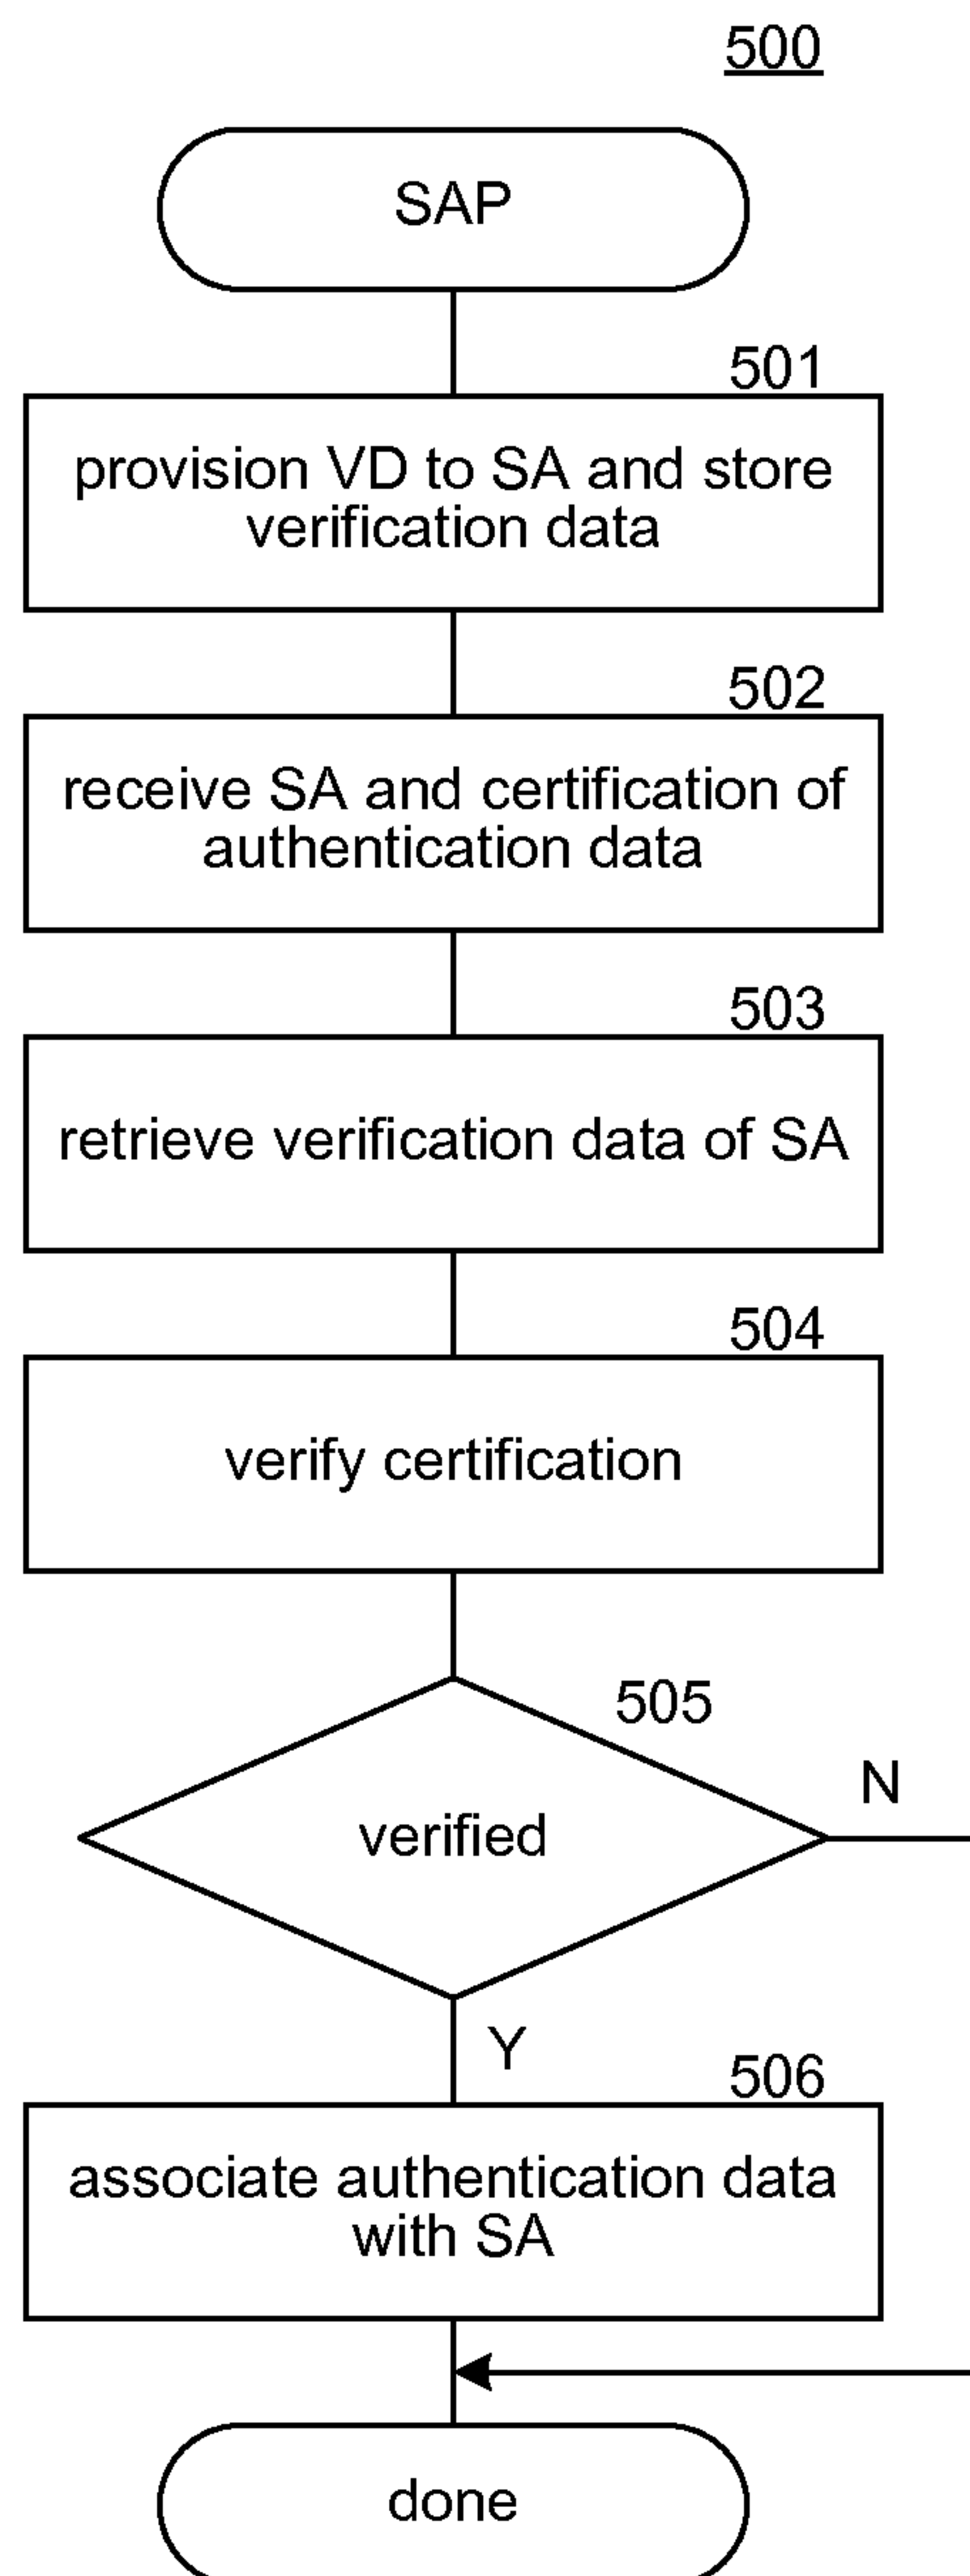 500
SAP
501
provision VD to SA and store
verification data
502
receive SA and certification of
authentication data
503
retrieve verification data of SA
504
verify certification
505
verified
N
Y
506
associate authentication data
with SA
done